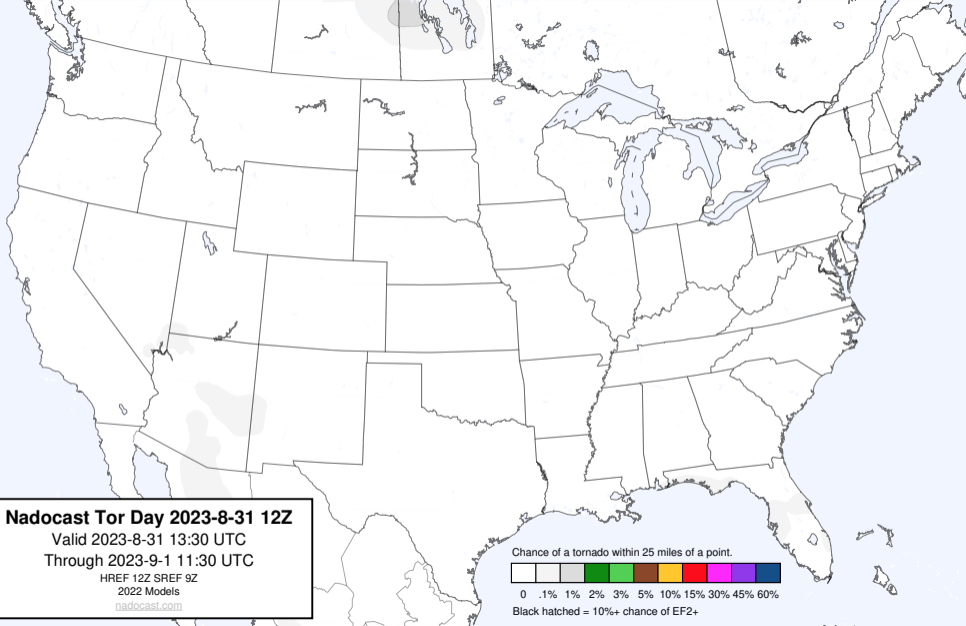 Nadocast Tor Day 2023-8-31 12Z
Valid 2023-8-31 13:30 UTC
Through 2023-9-1 11:30 UTC
HREF 12Z SREF 9Z
2022 Models
nadocast.com
Chance of a tornado within 25 miles of a point.
0 .1% 1% 2% 3% 5% 10% 15% 30% 45% 60%
Black hatched = 10%+ chance of EF2+